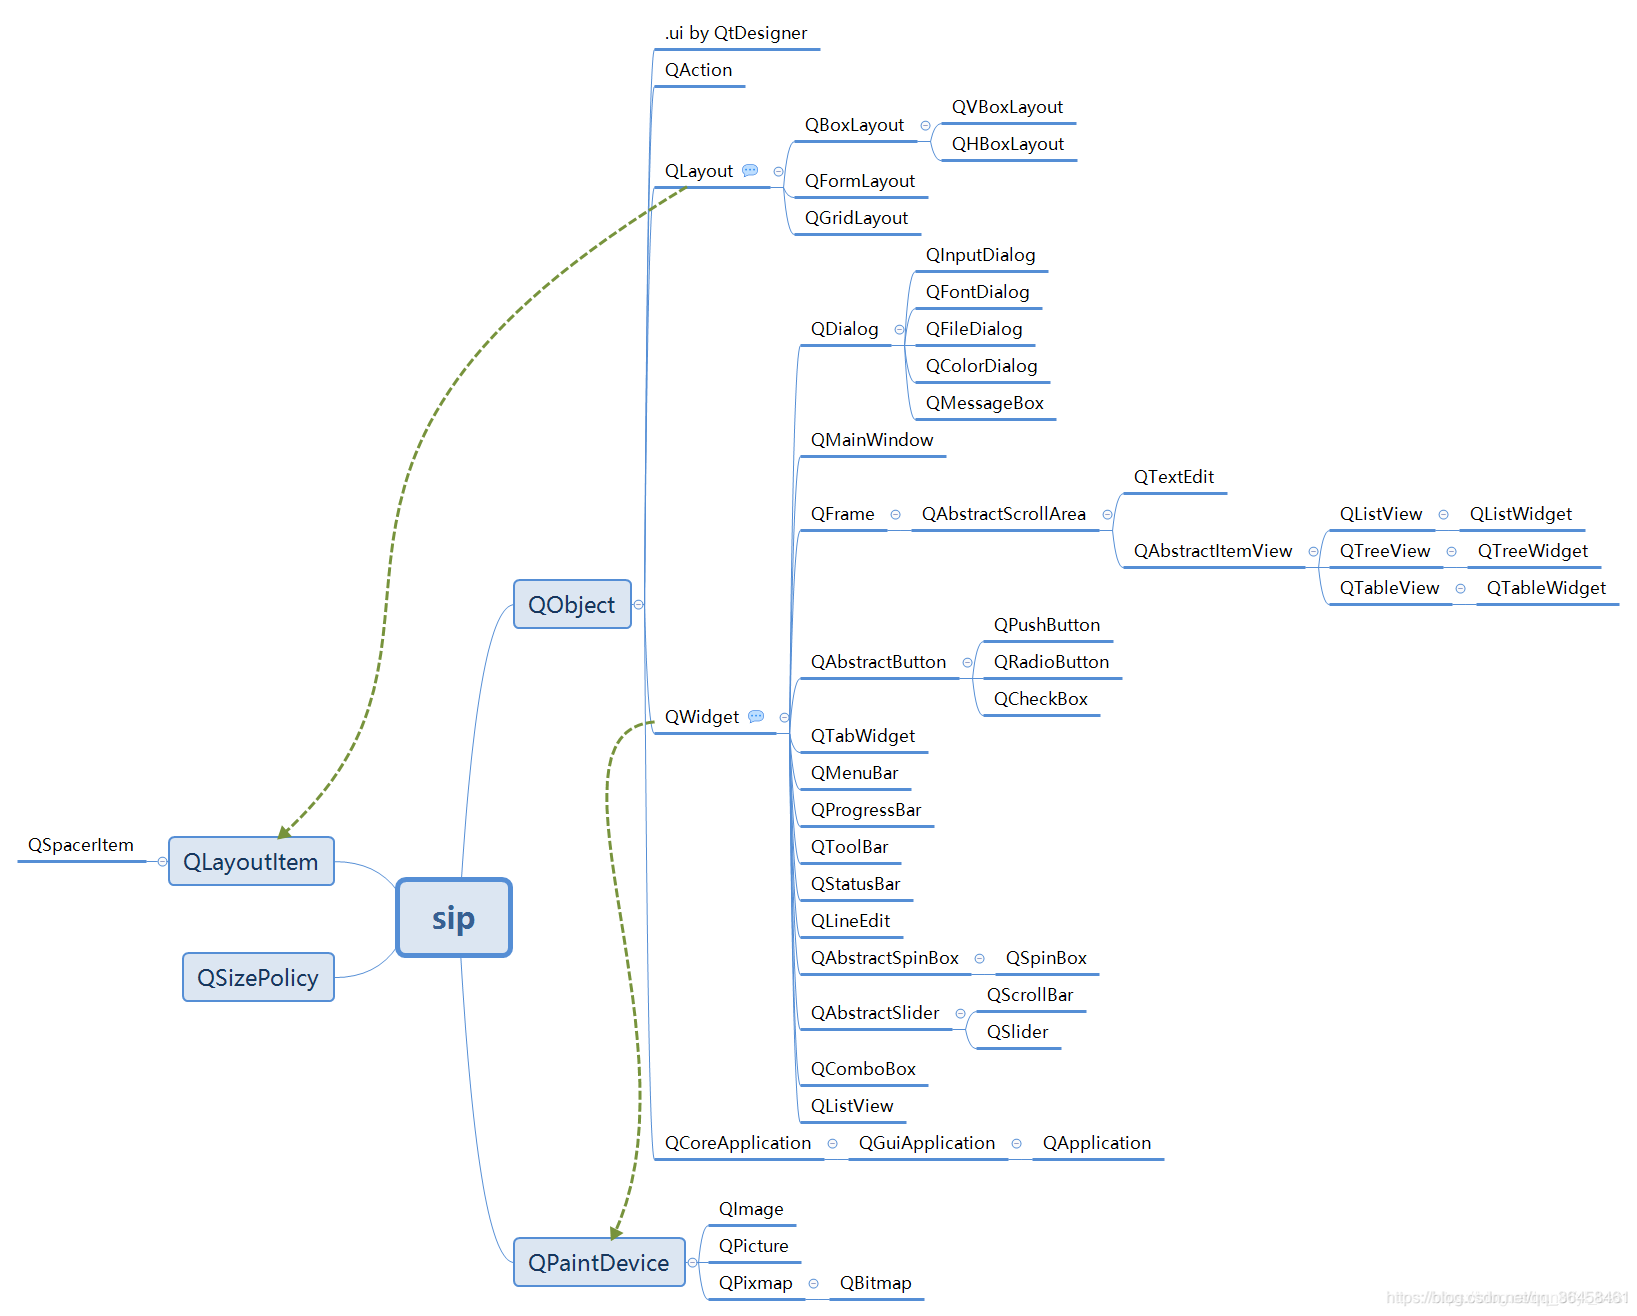 .ui by QtDesigner
QAction
QLayout
QBoxLayout
QVBoxLayout
QHBoxLayout
QFormLayout
QGridLayout
QInputDialog
QFontDialog
QDialog
QFileDialog
QColorDialog
QMessageBox
QMainWindow
QTextEdit
QFrame
QAbstractScrollArea
QAbstractItemView
QListView
QListWidget
QTreeView
QTreeWidget
QTableView
QTableWidget
QObject
QPushButton
QAbstractButton
QRadioButton
QCheckBox
QWidget
QTabWidget
QMenuBar
QProgressBar
QToolBar
QStatusBar
QLineEdit
QAbstractSpinBox
QSpinBox
QAbstractSlider
QScrollBar
QSlider
QComboBox
QListView
QCoreApplication
QGuiApplication
QApplication
QSpacerItem
QLayoutItem
sip
QSizePolicy
QPaintDevice
QImage
QPicture
QPixmap
QBitmap
https://blog.csdn.net/qq_36458461